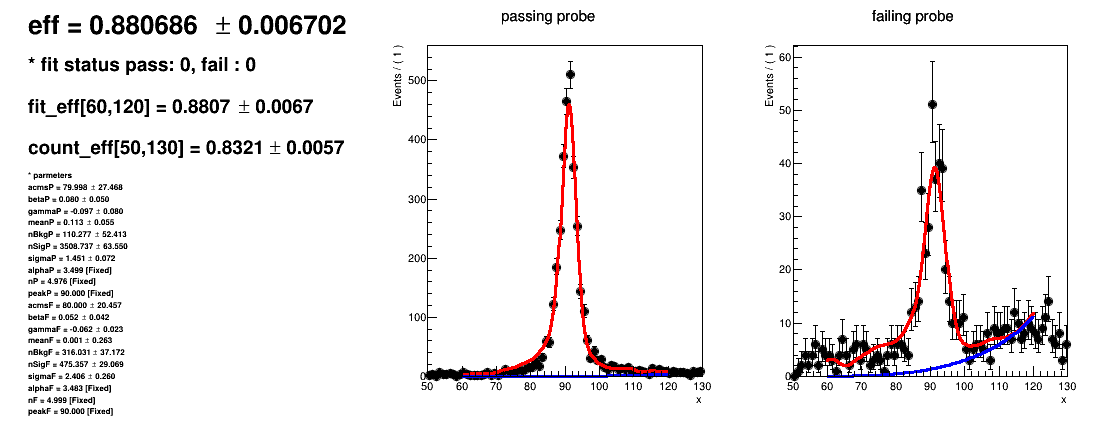 eff = 0.880686 ± 0.006702
* fit status pass: 0, fail : 0
fit_eff[60,120] = 0.8807 ± 0.0067
count_eff[50,130] = 0.8321 ± 0.0057
* parmeters
acmsP = 79.998 ± 27.468
betaP = 0.080 ± 0.050
gammaP = -0.097 ± 0.080
meanP = 0.113 ± 0.055
nBkgP = 110.277 ± 52.413
nSigP = 3508.737 ± 63.550
sigmaP = 1.451 ± 0.072
alphaP = 3.499 [Fixed]
nP = 4.976 [Fixed]
peakP = 90.000 [Fixed]
acmsF = 80.000 ± 20.457
betaF = 0.052 ± 0.042
gammaF = -0.062 ± 0.023
meanF = 0.001 ± 0.263
nBkgF = 316.031 ± 37.172
nSigF = 475.357 ± 29.069
sigmaF = 2.406 ± 0.260
alphaF = 3.483 [Fixed]
nF = 4.999 [Fixed]
peakF = 90.000 [Fixed]
passing probe
Events / ( 1 )
500
400
300
200
100
0
50 60 70 80 90 100 110 120 130
x
failing probe
Events / ( 1 )
60
50
40
30
20
10
0
50 60 70 80 90 100 110 120 130
x